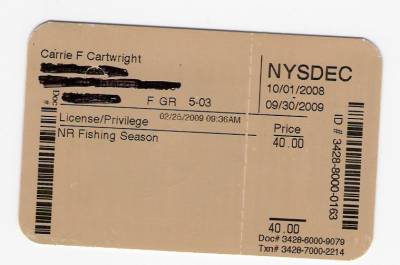 Carrie F Cartwright
NYSDEC
10/01/2008
09/30/2009
Doc
F GR 5-03
License/Privilege 02/25/2009 09:36AM
Price
NR Fishing Season
40.00
ID # 3428-8000-0163
40.00
Doc# 3428-6000-9079
Txn# 3428-7000-2214